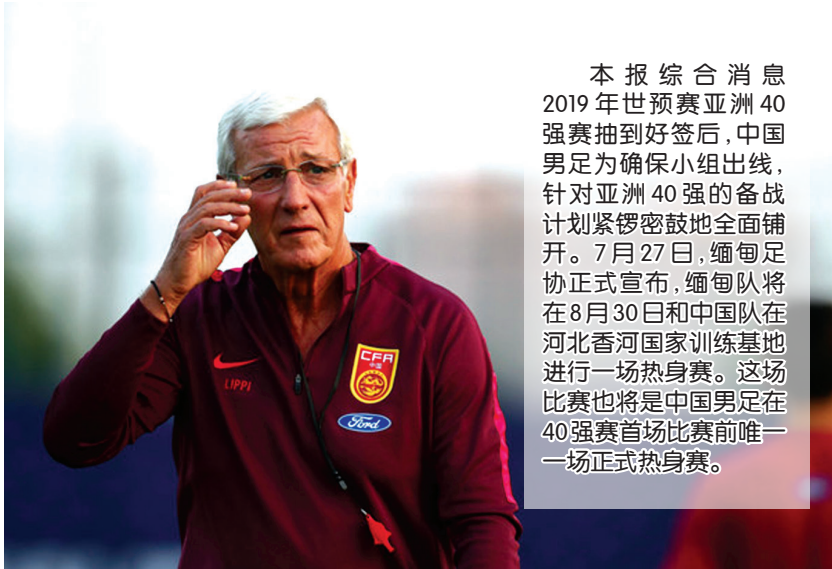 本报综合消息
2019年世预赛亚洲40
强赛抽到好签后,中国
男足为确保小组出线,
针对亚洲40强的备战
计划紧锣密鼓地全面铺
开。7月27日,缅甸足
协正式宣布,缅甸队将
在8月30日和中国队在
河北香河国家训练基地
进行一场热身赛。这场
比赛也将是中国男足在
40强赛首场比赛前唯一
一场正式热身赛。
CFA
中国
LIPPI
Ford